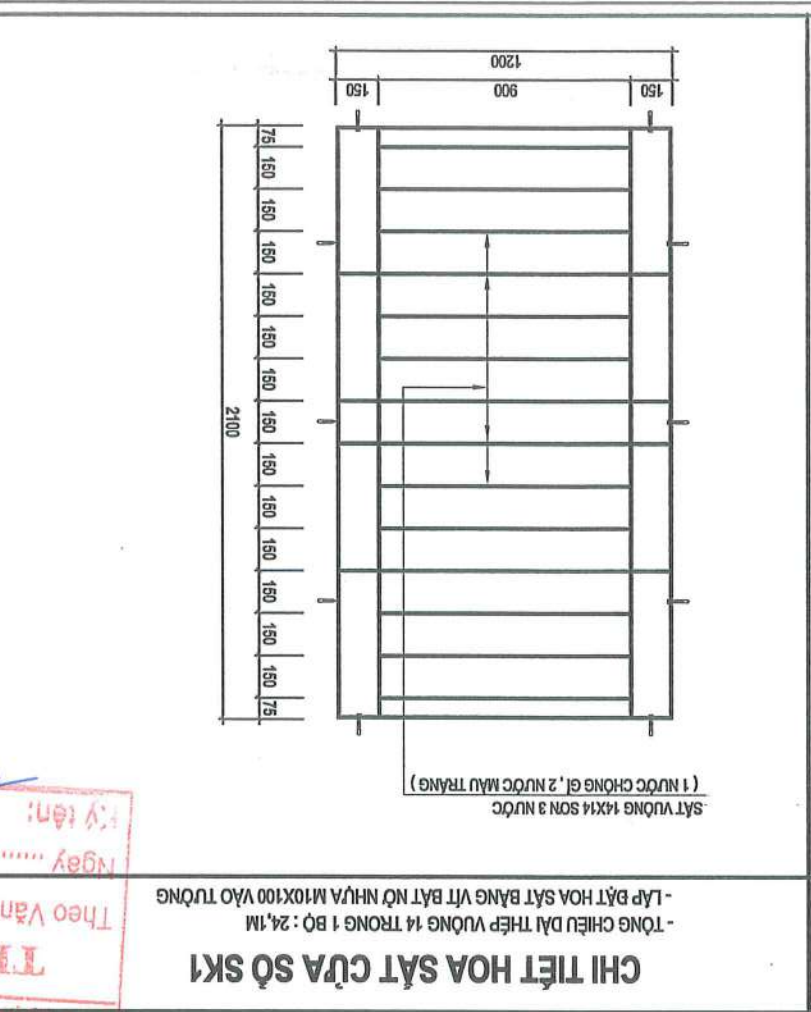 CHI TIẾT HOA SẮT CỬA SỔ SK1
- TỔNG CHIỀU DÀI THÉP VUÔNG 14 TRONG 1 BỘ : 24,1M
- LẮP ĐẶT HOA SẮT BẰNG VÍT BẮT NỞ NHỰA M10X100 VÀO TƯỜNG
Theo Văn
Ngày ......
Ký tên:
SẮT VUÔNG 14X14 SƠN 3 NƯỚC
( 1 NƯỚC CHỐNG GỈ , 2 NƯỚC MÀU TRẮNG )
75
150
150
150
150
150
150
150
150
150
150
150
150
150
75
2100
150 900 150
1200